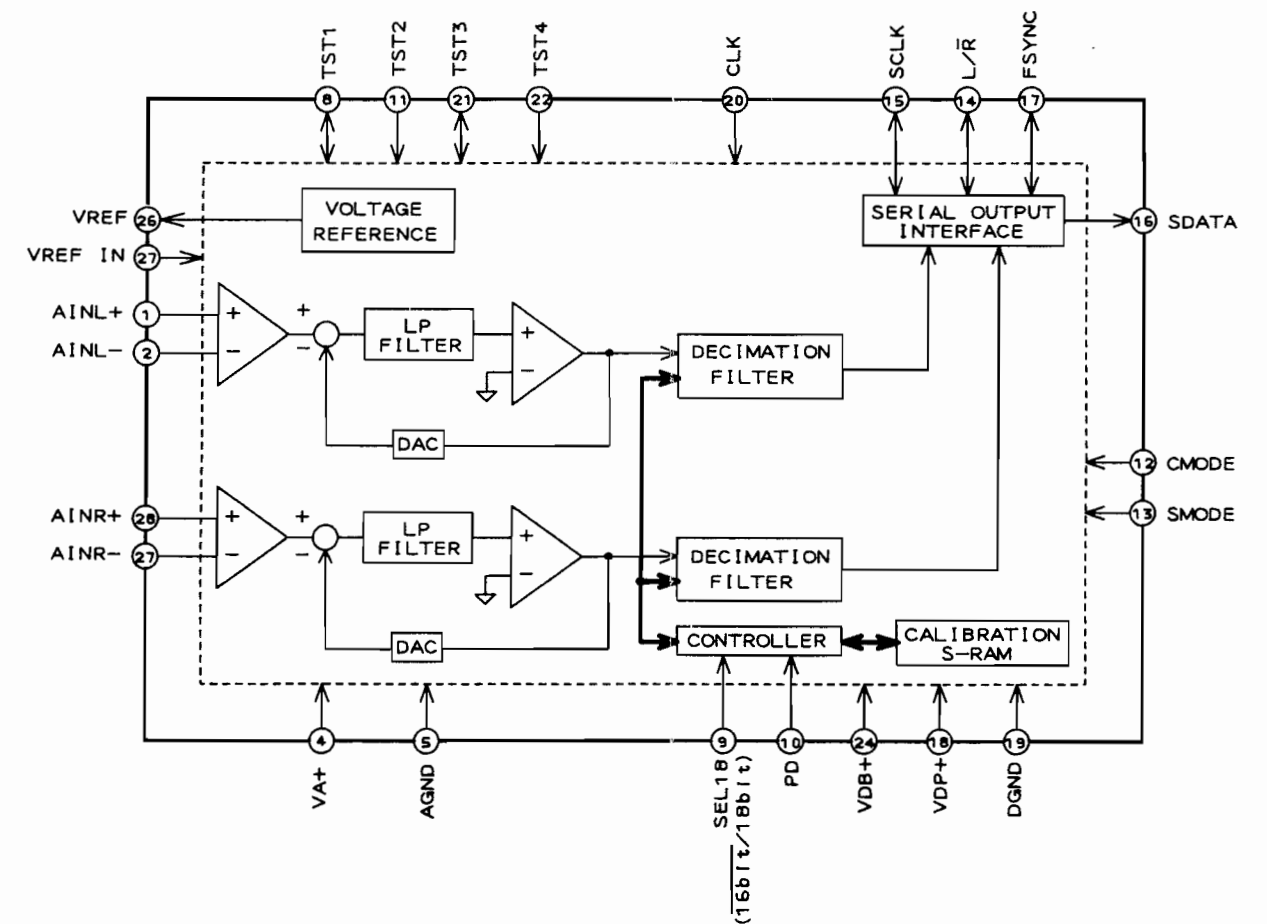 TST1
TST2
TST3
TST4
CLK
SCLK
L/R̅
FSYNC
8
11
21
22
20
15
14
17
VOLTAGE
REFERENCE
SERIAL OUTPUT
INTERFACE
VREF
26
16
SDATA
VREF IN
27
AINL+
1
+
+
LP
FILTER
+
DECIMATION
FILTER
AINL-
2
−
−
−
DAC
12
CMODE
13
SMODE
AINR+
28
+
+
LP
FILTER
+
DECIMATION
FILTER
AINR-
27
−
−
−
DAC
CONTROLLER
CALIBRATION
S-RAM
4
5
9
10
24
18
19
VA+
AGND
SEL18
(16bit/18bit)
PD
VDB+
VDP+
DGND